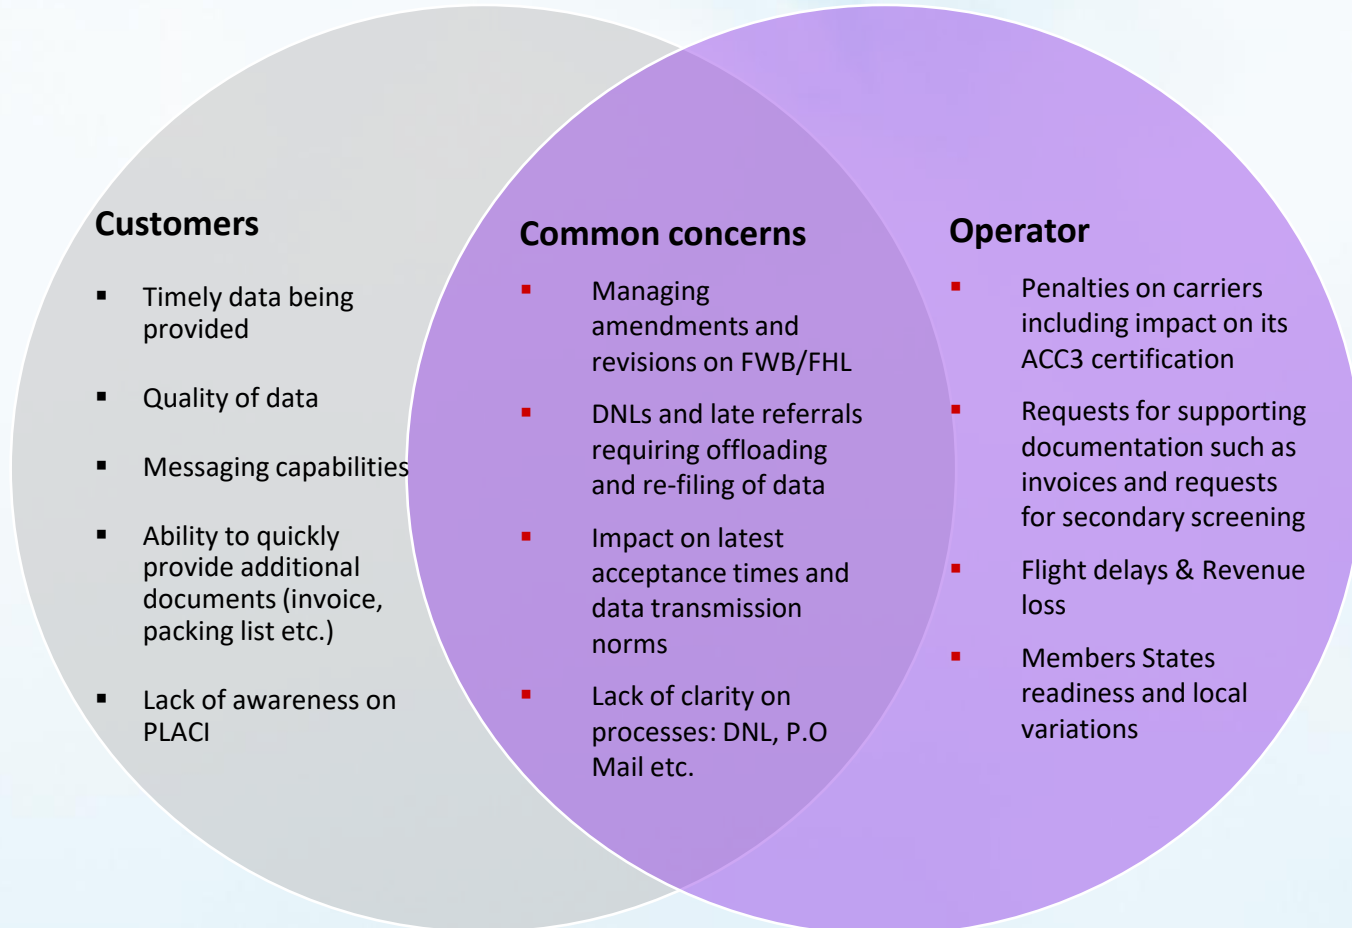 Customers
▪ Timely data being
provided
▪ Quality of data
▪ Messaging capabilities
▪ Ability to quickly
provide additional
documents (invoice,
packing list etc.)
▪ Lack of awareness on
PLACI
Common concerns
▪ Managing
amendments and
revisions on FWB/FHL
▪ DNLs and late referrals
requiring offloading
and re-filing of data
▪ Impact on latest
acceptance times and
data transmission
norms
▪ Lack of clarity on
processes: DNL, P.O
Mail etc.
Operator
▪ Penalties on carriers
including impact on its
ACC3 certification
▪ Requests for supporting
documentation such as
invoices and requests
for secondary screening
▪ Flight delays & Revenue
loss
▪ Members States
readiness and local
variations